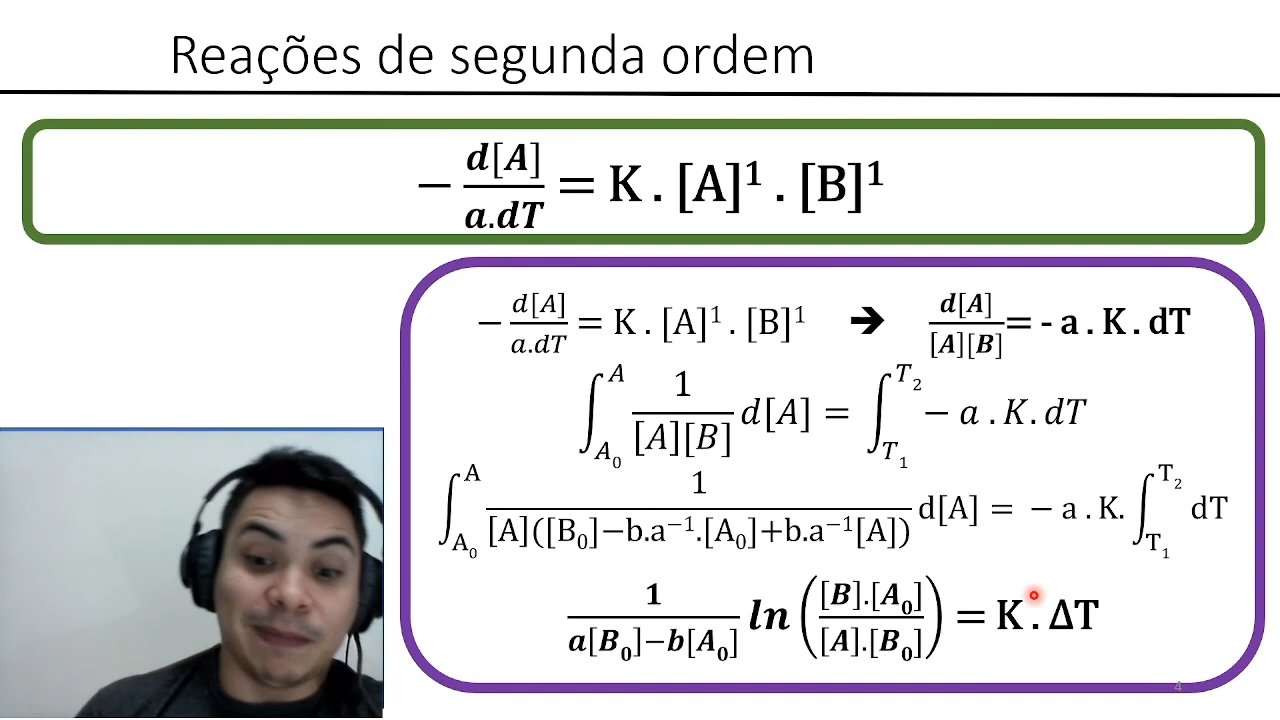 Reações de segunda ordem
− d[A]/a.dT = K . [A]¹ . [B]¹
− d[A]/a.dT = K . [A]¹ . [B]¹ ➔ d[A]/[A][B] = - a . K . dT
∫_{A₀}^{A} 1/[A][B] d[A] = ∫_{T₁}^{T₂} − a . K . dT
∫_{A₀}^{A} 1/[A]([B₀]−b.a⁻¹.[A₀]+b.a⁻¹[A]) d[A] = − a . K. ∫_{T₁}^{T₂} dT
1/a[B₀]−b[A₀] ln([B].[A₀]/[A].[B₀]) = K . ΔT
4